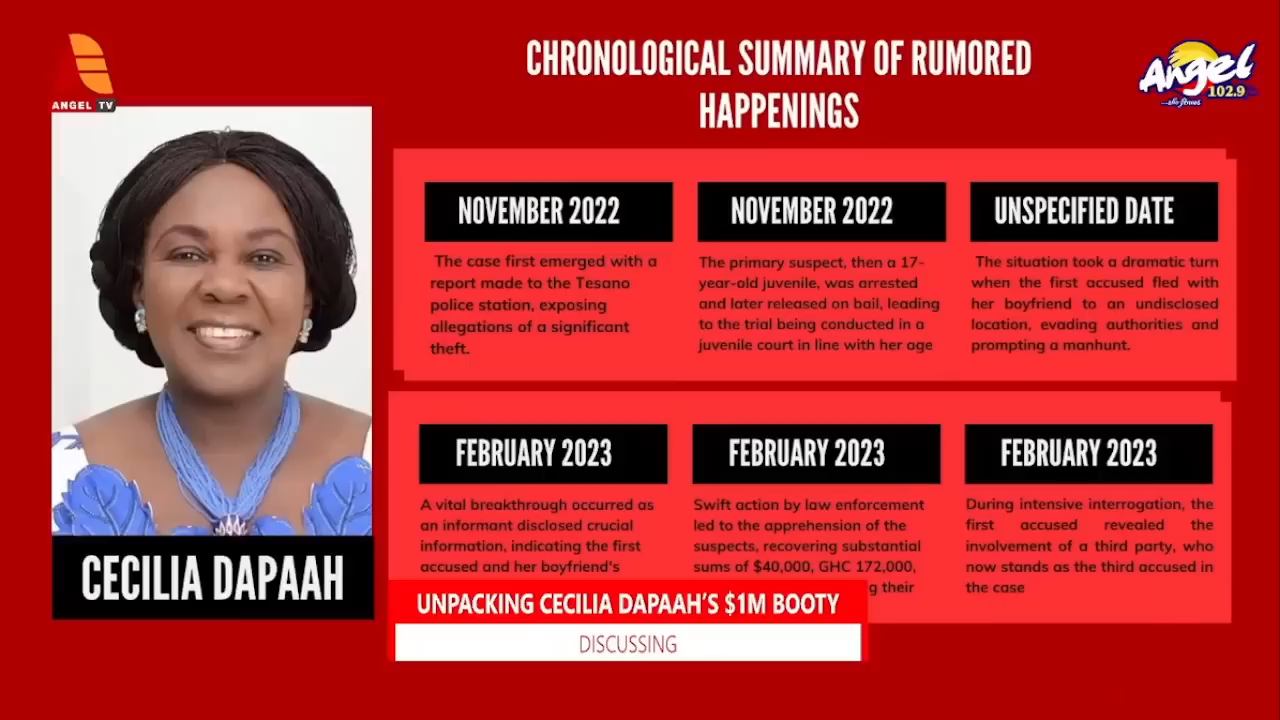 ANGEL TV
CHRONOLOGICAL SUMMARY OF RUMORED
HAPPENINGS
Angel
102.9
NOVEMBER 2022
The case first emerged with a
report made to the Tesano
police station, exposing
allegations of a significant
theft.
NOVEMBER 2022
The primary suspect, then a 17-
year-old juvenile, was arrested
and later released on bail, leading
to the trial being conducted in a
juvenile court in line with her age
UNSPECIFIED DATE
The situation took a dramatic turn
when the first accused fled with
her boyfriend to an undisclosed
location, evading authorities and
prompting a manhunt.
FEBRUARY 2023
A vital breakthrough occurred as
an informant disclosed crucial
information, indicating the first
accused and her boyfriend's
FEBRUARY 2023
Swift action by law enforcement
led to the apprehension of the
suspects, recovering substantial
sums of $40,000, GHC 172,000,
their
FEBRUARY 2023
During intensive interrogation, the
first accused revealed the
involvement of a third party, who
now stands as the third accused in
the case
CECILIA DAPAAH
UNPACKING CECILIA DAPAAH'S $1M BOOTY
DISCUSSING